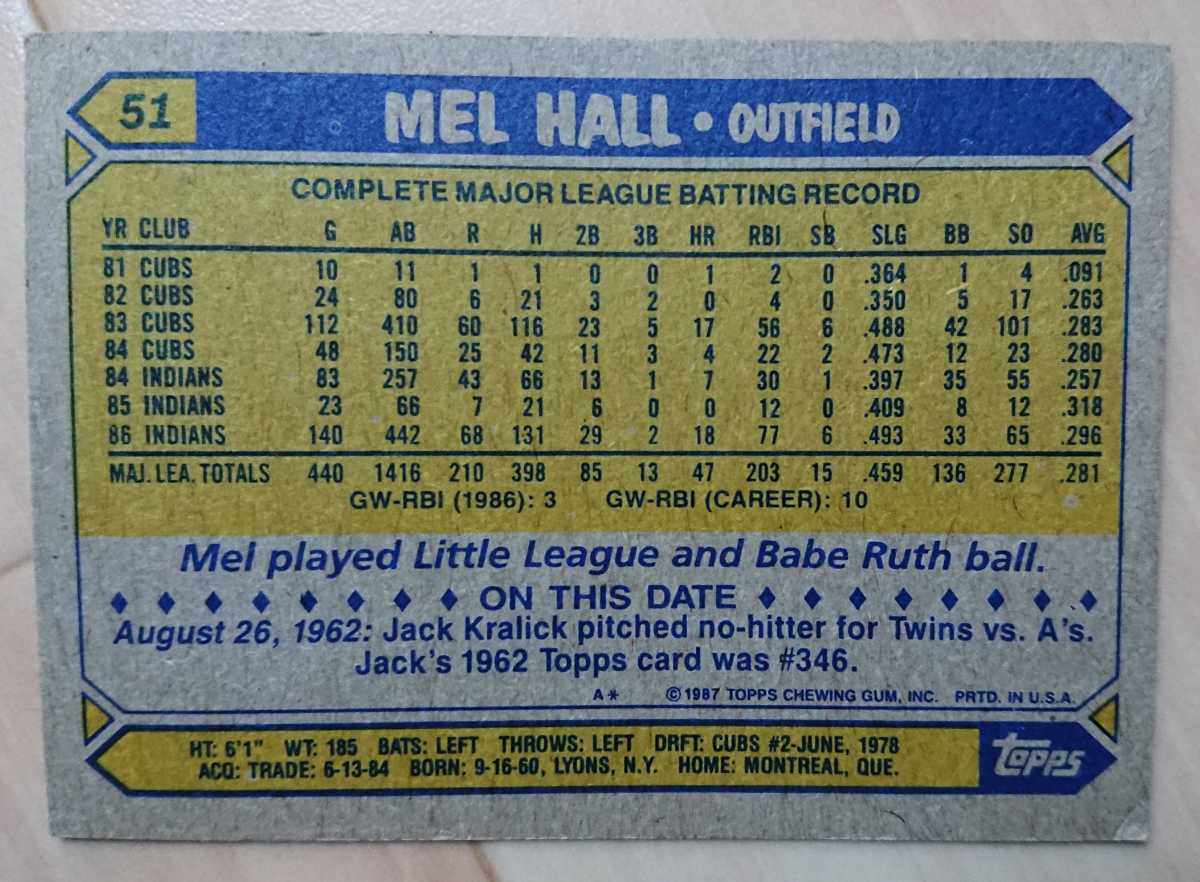 51 MEL HALL • OUTFIELD
COMPLETE MAJOR LEAGUE BATTING RECORD
YR CLUB G AB R H 2B 3B HR RBI SB SLG BB SO AVG
81 CUBS 10 11 1 1 0 0 1 2 0 .364 1 4 .091
82 CUBS 24 80 6 21 3 2 0 4 0 .350 5 17 .263
83 CUBS 112 410 60 116 23 5 17 56 6 .488 42 101 .283
84 CUBS 48 150 25 42 11 3 4 22 2 .473 12 23 .280
84 INDIANS 83 257 43 66 13 1 7 30 1 .397 35 55 .257
85 INDIANS 23 66 7 21 6 0 0 12 0 .409 8 12 .318
86 INDIANS 140 442 68 131 29 2 18 77 6 .493 33 65 .296
MAJ. LEA. TOTALS 440 1416 210 398 85 13 47 203 15 .459 136 277 .281
GW-RBI (1986): 3 GW-RBI (CAREER): 10
Mel played Little League and Babe Ruth ball.
♦ ♦ ♦ ♦ ♦ ♦ ♦ ♦ ON THIS DATE ♦ ♦ ♦ ♦ ♦ ♦ ♦ ♦
August 26, 1962: Jack Kralick pitched no-hitter for Twins vs. A's.
Jack's 1962 Topps card was #346.
A* ©1987 TOPPS CHEWING GUM, INC. PRTD. IN U.S.A.
HT: 6'1" WT: 185 BATS: LEFT THROWS: LEFT DRFT: CUBS #2-JUNE, 1978
ACQ: TRADE: 6-13-84 BORN: 9-16-60, LYONS, N.Y. HOME: MONTREAL, QUE.
topps